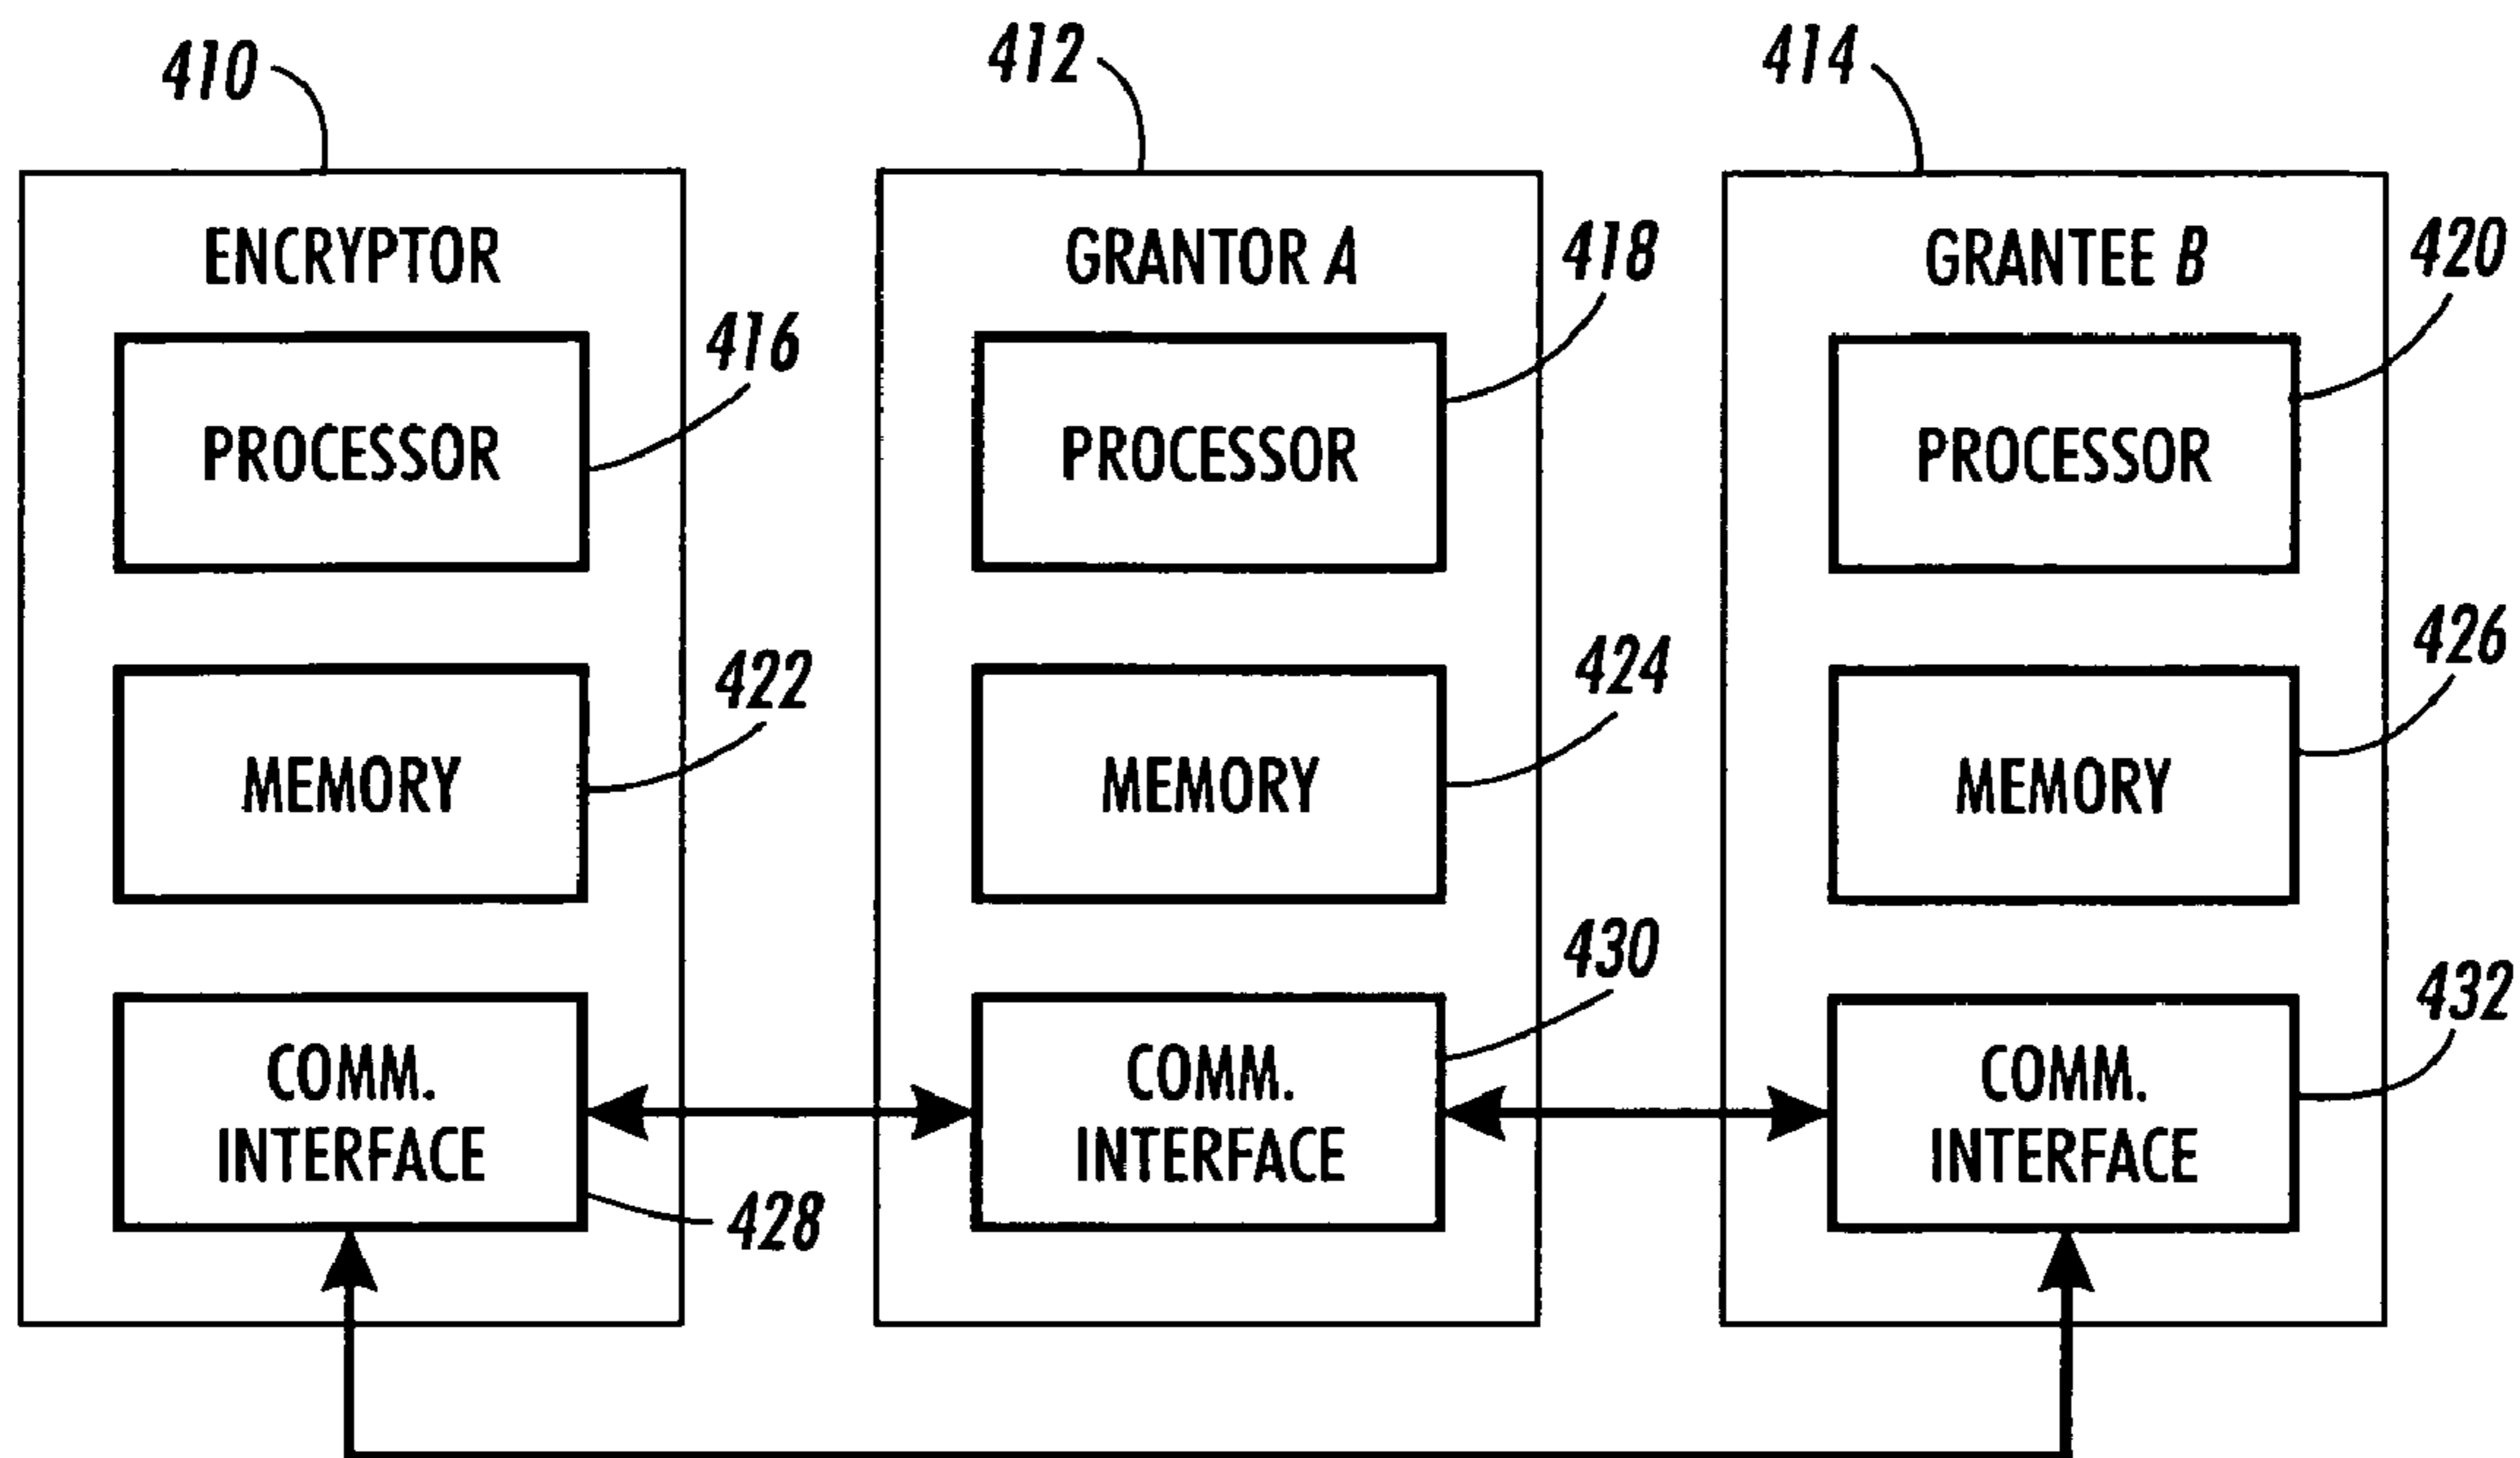 410
412
414
ENCRYPTOR
GRANTOR A
GRANTEE B
416
418
420
PROCESSOR
PROCESSOR
PROCESSOR
422
424
426
MEMORY
MEMORY
MEMORY
430
432
COMM.
INTERFACE
COMM.
INTERFACE
COMM.
INTERFACE
428